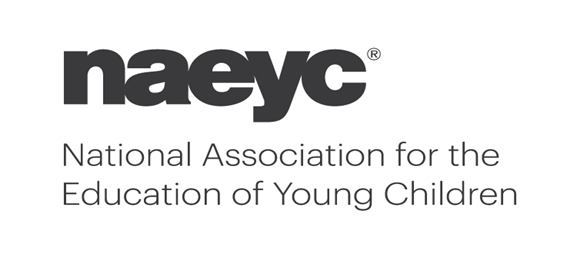 naeyc®
National Association for the
Education of Young Children